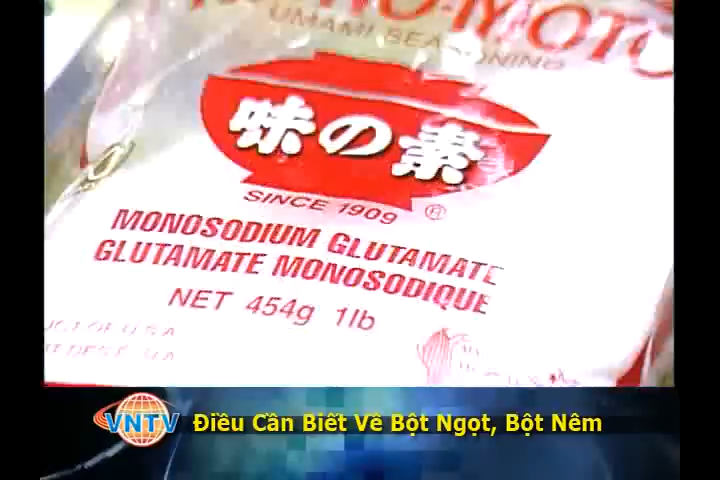 UMAMI SEASONING
味の素
SINCE 1909 ®
MONOSODIUM GLUTAMATE
GLUTAMATE MONOSODIQUE
NET 454g 1lb
VNTV
Điều Cần Biết Về Bột Ngọt, Bột Nêm